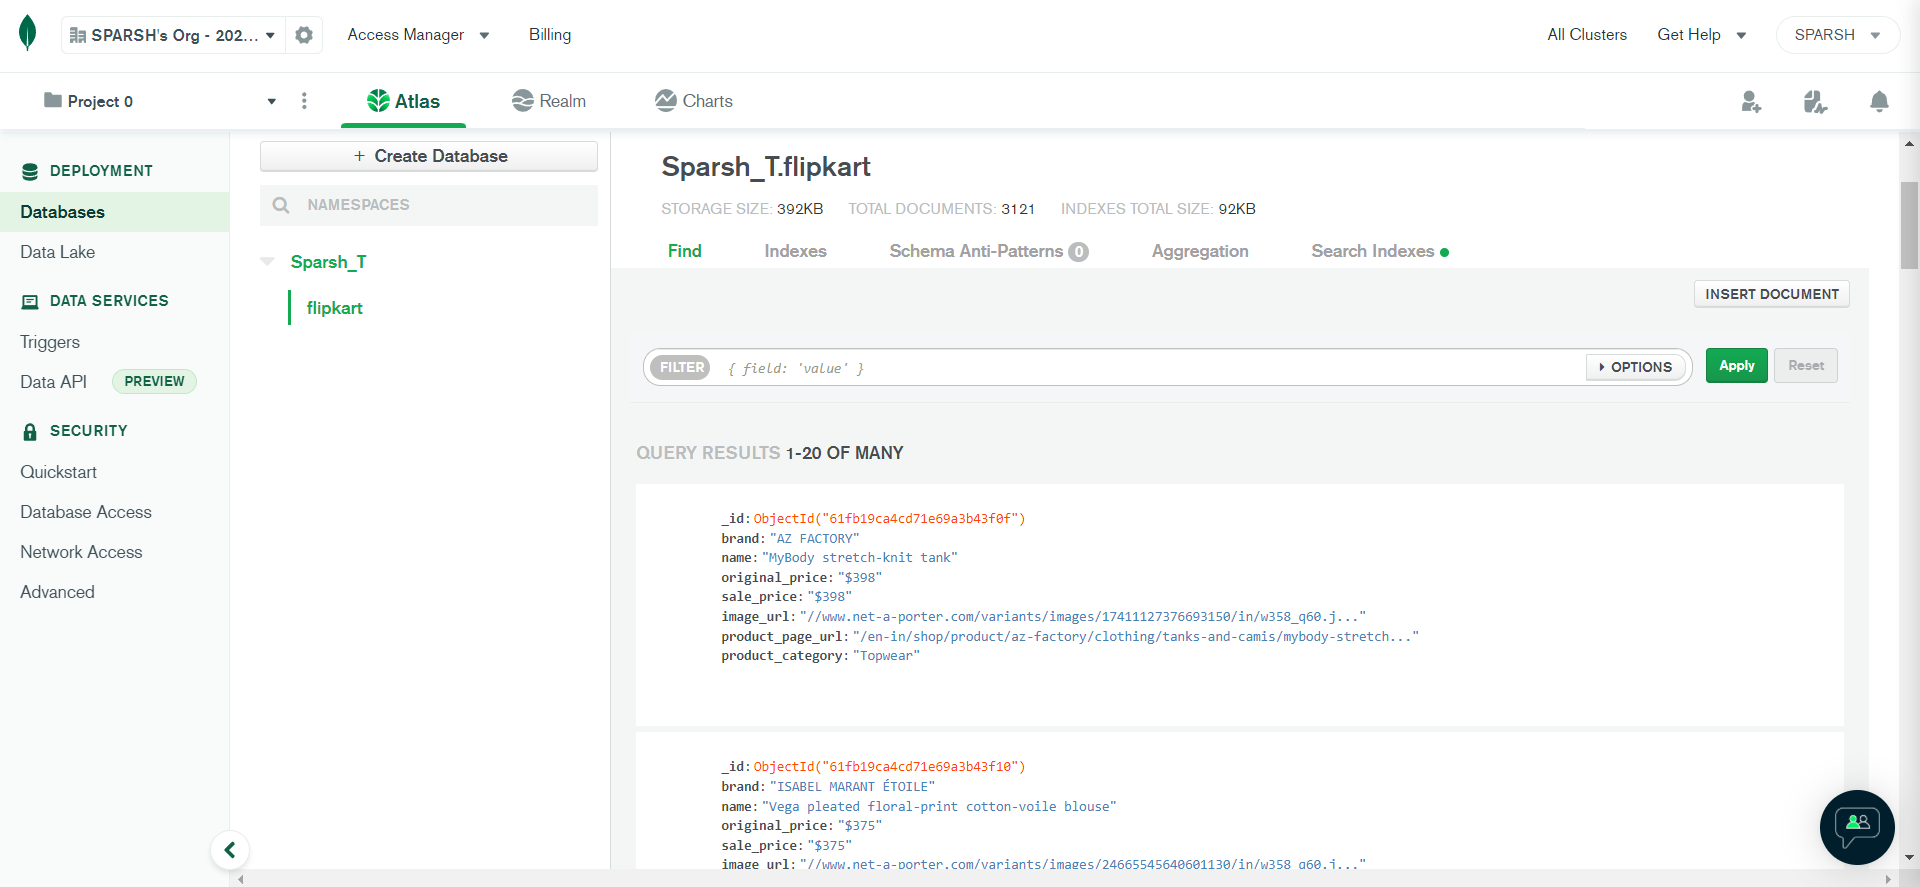 SPARSH's Org - 202...
Access Manager
Billing
All Clusters
Get Help
SPARSH
Project 0
Atlas
Realm
Charts
DEPLOYMENT
Databases
Data Lake
DATA SERVICES
Triggers
Data API PREVIEW
SECURITY
Quickstart
Database Access
Network Access
Advanced
+ Create Database
NAMESPACES
Sparsh_T
flipkart
Sparsh_T.flipkart
STORAGE SIZE: 392KB TOTAL DOCUMENTS: 3121 INDEXES TOTAL SIZE: 92KB
Find Indexes Schema Anti-Patterns 0 Aggregation Search Indexes
INSERT DOCUMENT
FILTER { field: 'value' } OPTIONS Apply Reset
QUERY RESULTS 1-20 OF MANY
_id: ObjectId("61fb19ca4cd71e69a3b43f0f")
brand: "AZ FACTORY"
name: "MyBody stretch-knit tank"
original_price: "$398"
sale_price: "$398"
image_url: "//www.net-a-porter.com/variants/images/17411127376693150/in/w358_q60.j..."
product_page_url: "/en-in/shop/product/az-factory/clothing/tanks-and-camis/mybody-stretch..."
product_category: "Topwear"
_id: ObjectId("61fb19ca4cd71e69a3b43f10")
brand: "ISABEL MARANT ÉTOILE"
name: "Vega pleated floral-print cotton-voile blouse"
original_price: "$375"
sale_price: "$375"
image_url: "//www.net-a-porter.com/variants/images/24665545640601130/in/w358_q60.j..."